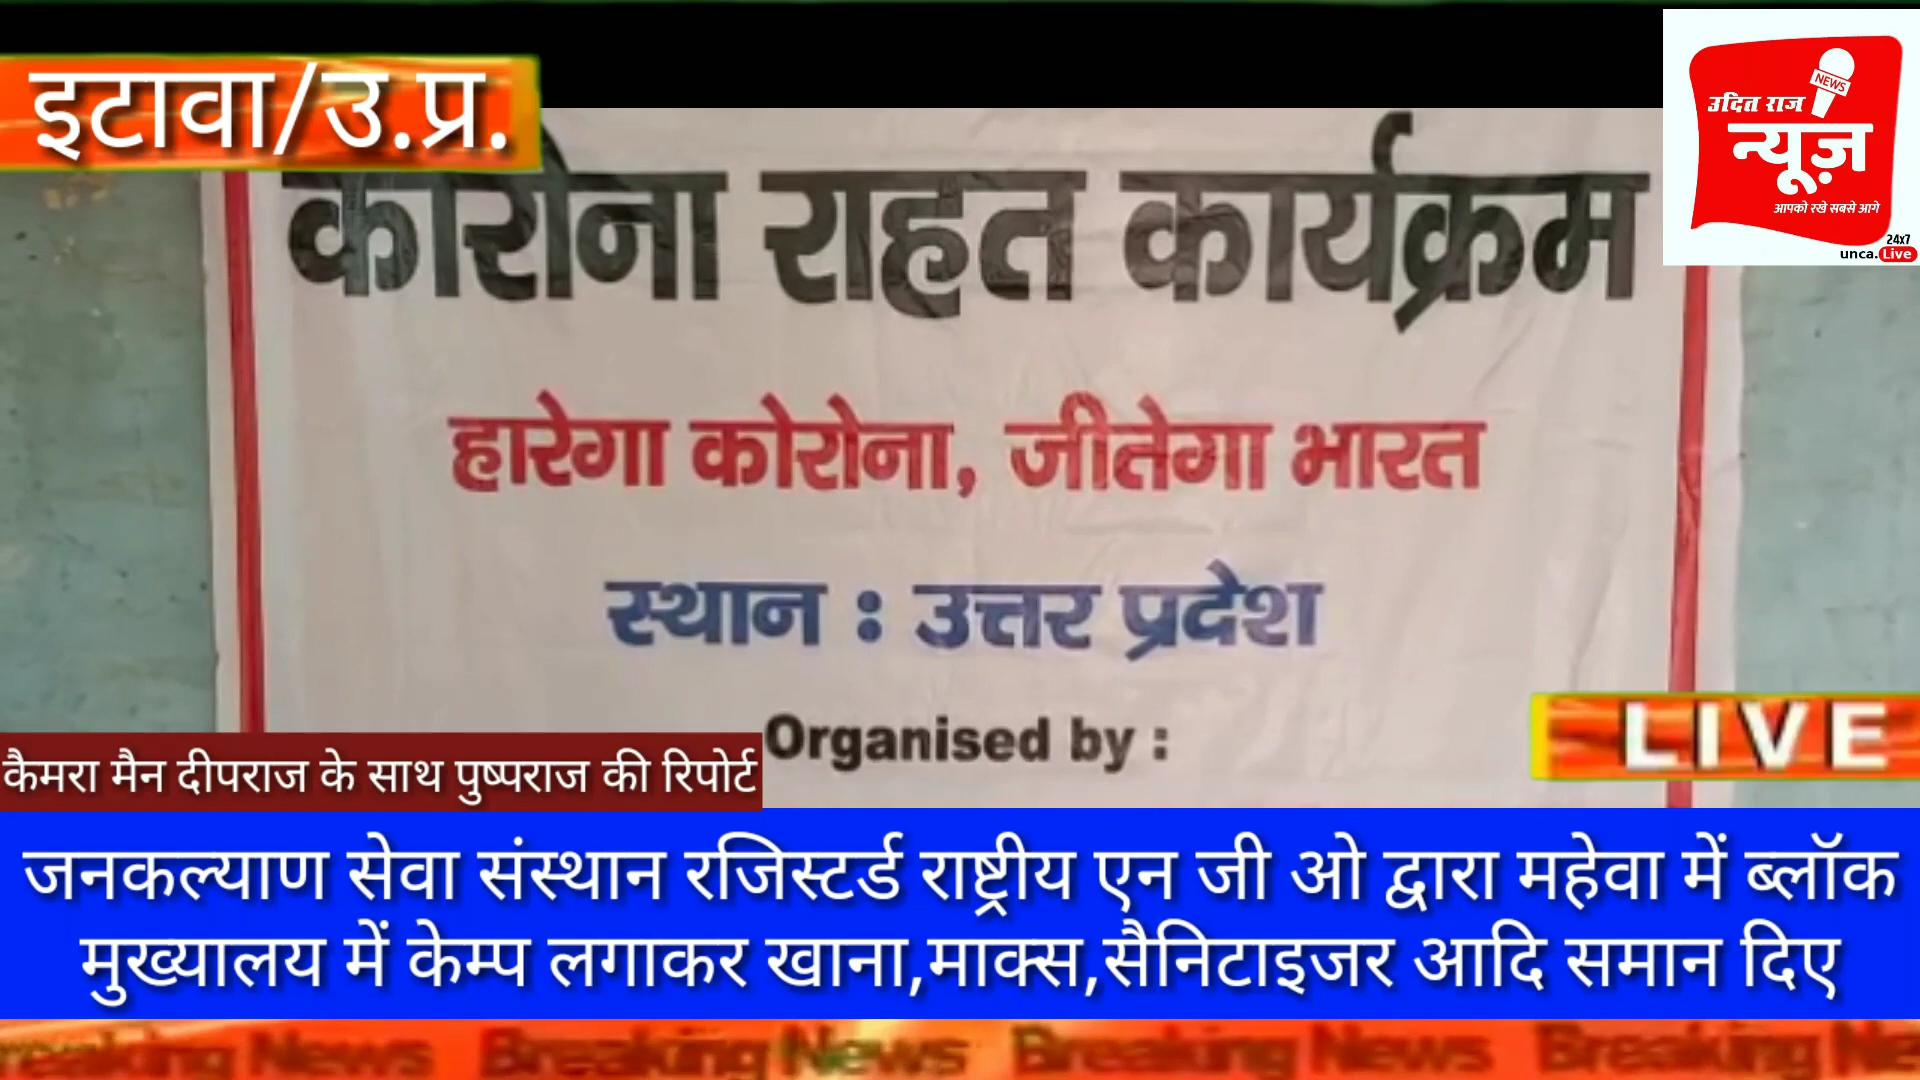 इटावा/उ.प्र.
NEWS
उदित राज
न्यूज़
आपको रखे सबसे आगे
24x7
unca.Live
कोरोना राहत कार्यक्रम
हारेगा कोरोना, जीतेगा भारत
स्थान : उत्तर प्रदेश
Organised by :
LIVE
कैमरा मैन दीपराज के साथ पुष्पराज की रिपोर्ट
जनकल्याण सेवा संस्थान रजिस्टर्ड राष्ट्रीय एन जी ओ द्वारा महेवा में ब्लॉक
मुख्यालय में केम्प लगाकर खाना,माक्स,सैनिटाइजर आदि समान दिए
reaking News Breaking News Breaking News Breaking Ne